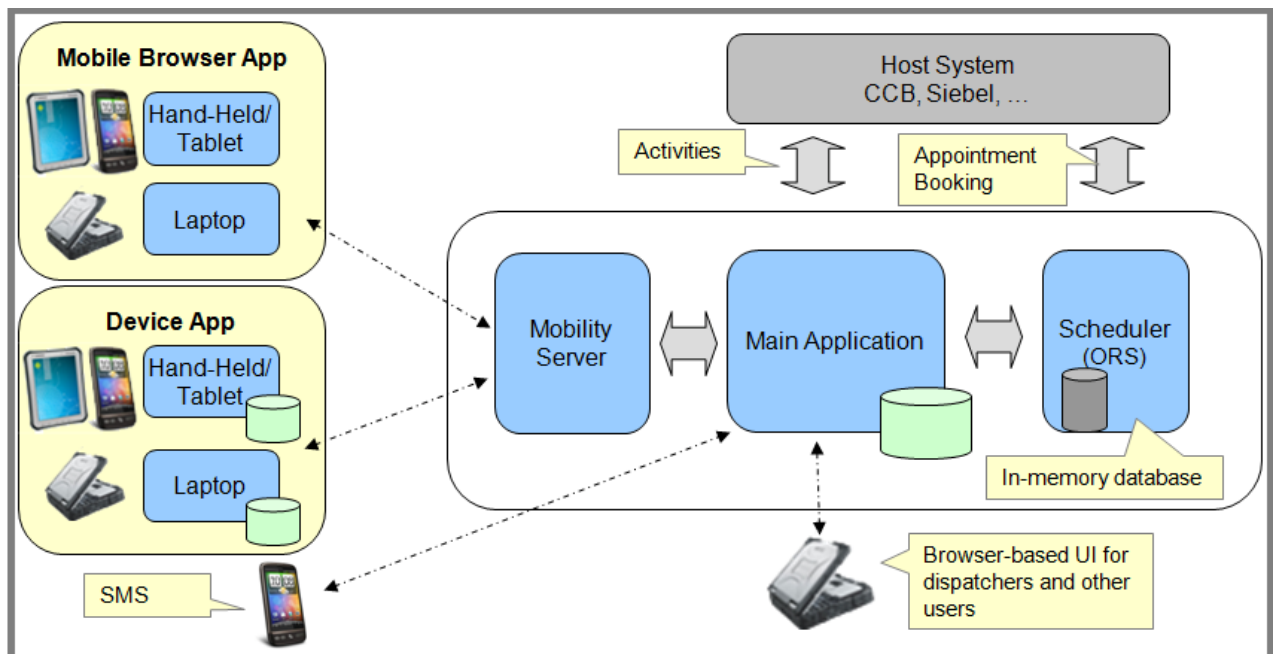 Mobile Browser App
Hand-Held/
Tablet
Laptop
Device App
Hand-Held/
Tablet
Laptop
SMS
Host System
CCB, Siebel, ...
Activities
Appointment
Booking
Mobility
Server
Main Application
Scheduler
(ORS)
In-memory database
Browser-based UI for
dispatchers and other
users